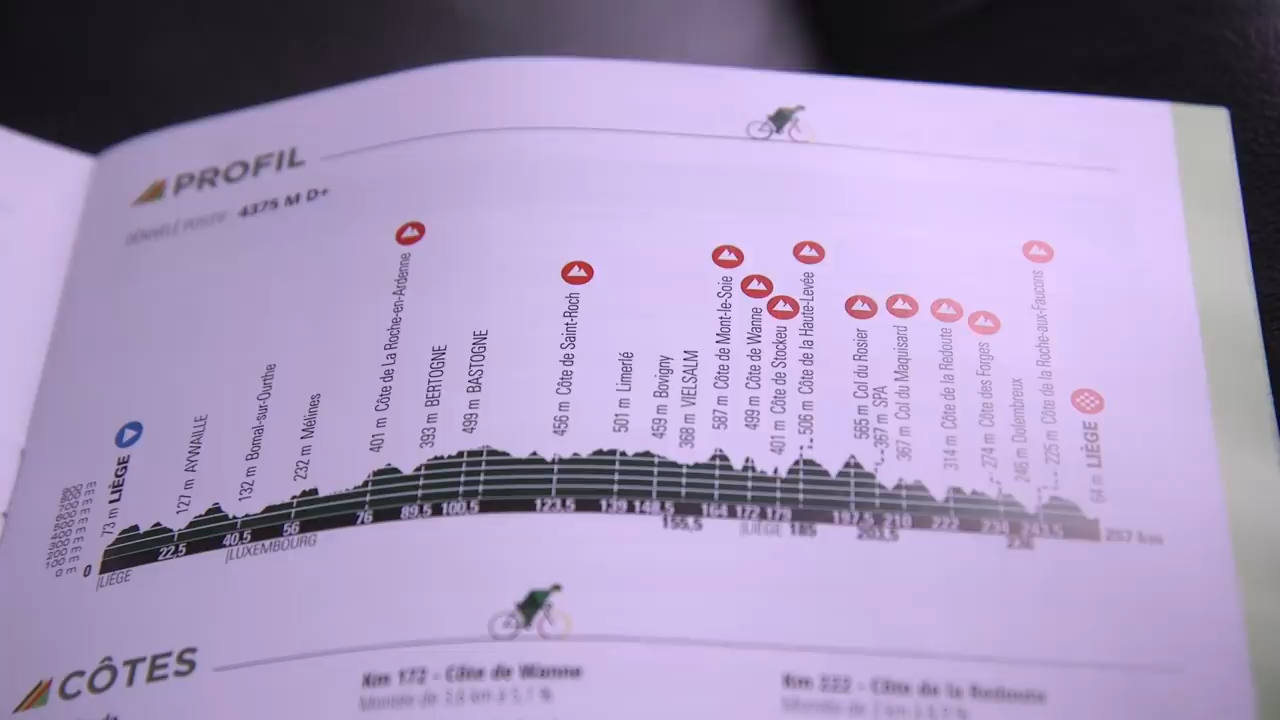 PROFIL
DÉNIVELÉ POSITIF : 4375 M D+
73 m LIÈGE
127 m AYWAILLE
132 m Bomal-sur-Ourthe
232 m Mélines
401 m Côte de La Roche-en-Ardenne
393 m BERTOGNE
499 m BASTOGNE
456 m Côte de Saint-Roch
501 m Limerlé
459 m Bovigny
368 m VIELSALM
587 m Côte de Mont-le-Soie
499 m Côte de Wanne
401 m Côte de Stockeu
506 m Côte de la Haute-Levée
565 m Col du Rosier
367 m SPA
367 m Col du Maquisard
314 m Côte de la Redoute
274 m Côte des Forges
246 m Dolembreux
225 m Côte de la Roche-aux-Faucons
64 m LIÈGE
0 22,5 40,5 56 76 89,5 100,5 123,5 139 148,5 155,5 164 172 185 203,5 210 222 257 km
LIÈGE
LUXEMBOURG
LIÈGE
CÔTES
Km 172 - Côte de Wanne
Km 222 - Côte de la Redoute